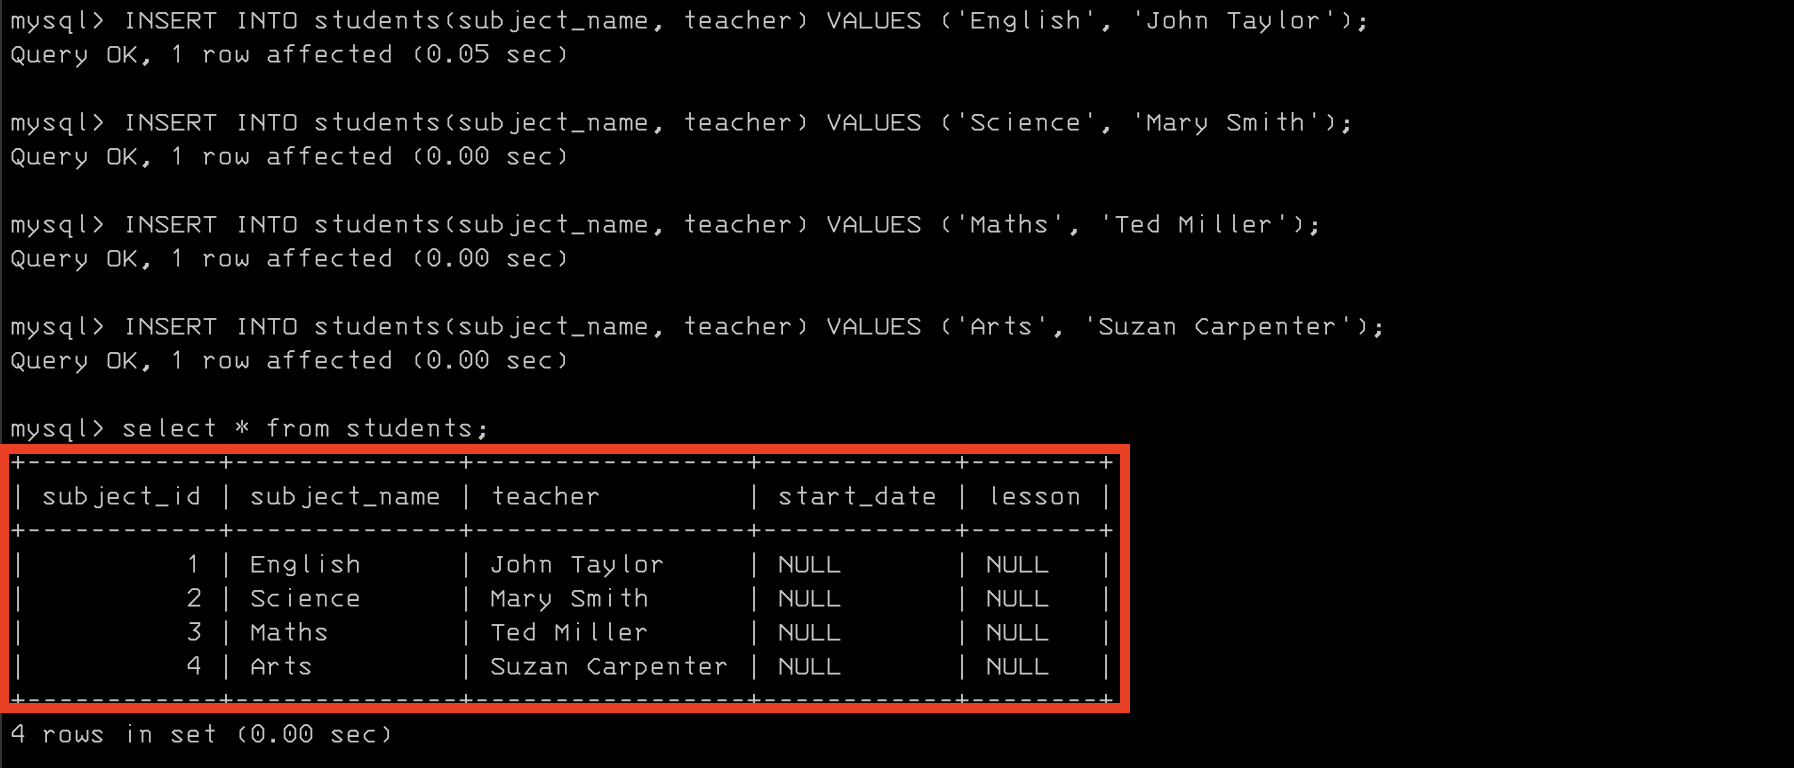 mysql> INSERT INTO students(subject_name, teacher) VALUES ('English', 'John Taylor');
Query OK, 1 row affected (0.05 sec)

mysql> INSERT INTO students(subject_name, teacher) VALUES ('Science', 'Mary Smith');
Query OK, 1 row affected (0.00 sec)

mysql> INSERT INTO students(subject_name, teacher) VALUES ('Maths', 'Ted Miller');
Query OK, 1 row affected (0.00 sec)

mysql> INSERT INTO students(subject_name, teacher) VALUES ('Arts', 'Suzan Carpenter');
Query OK, 1 row affected (0.00 sec)

mysql> select * from students;
+------------+--------------+-----------------+------------+--------+
| subject_id | subject_name | teacher         | start_date | lesson |
+------------+--------------+-----------------+------------+--------+
|          1 | English      | John Taylor     | NULL       | NULL   |
|          2 | Science      | Mary Smith      | NULL       | NULL   |
|          3 | Maths        | Ted Miller      | NULL       | NULL   |
|          4 | Arts         | Suzan Carpenter | NULL       | NULL   |
+------------+--------------+-----------------+------------+--------+
4 rows in set (0.00 sec)